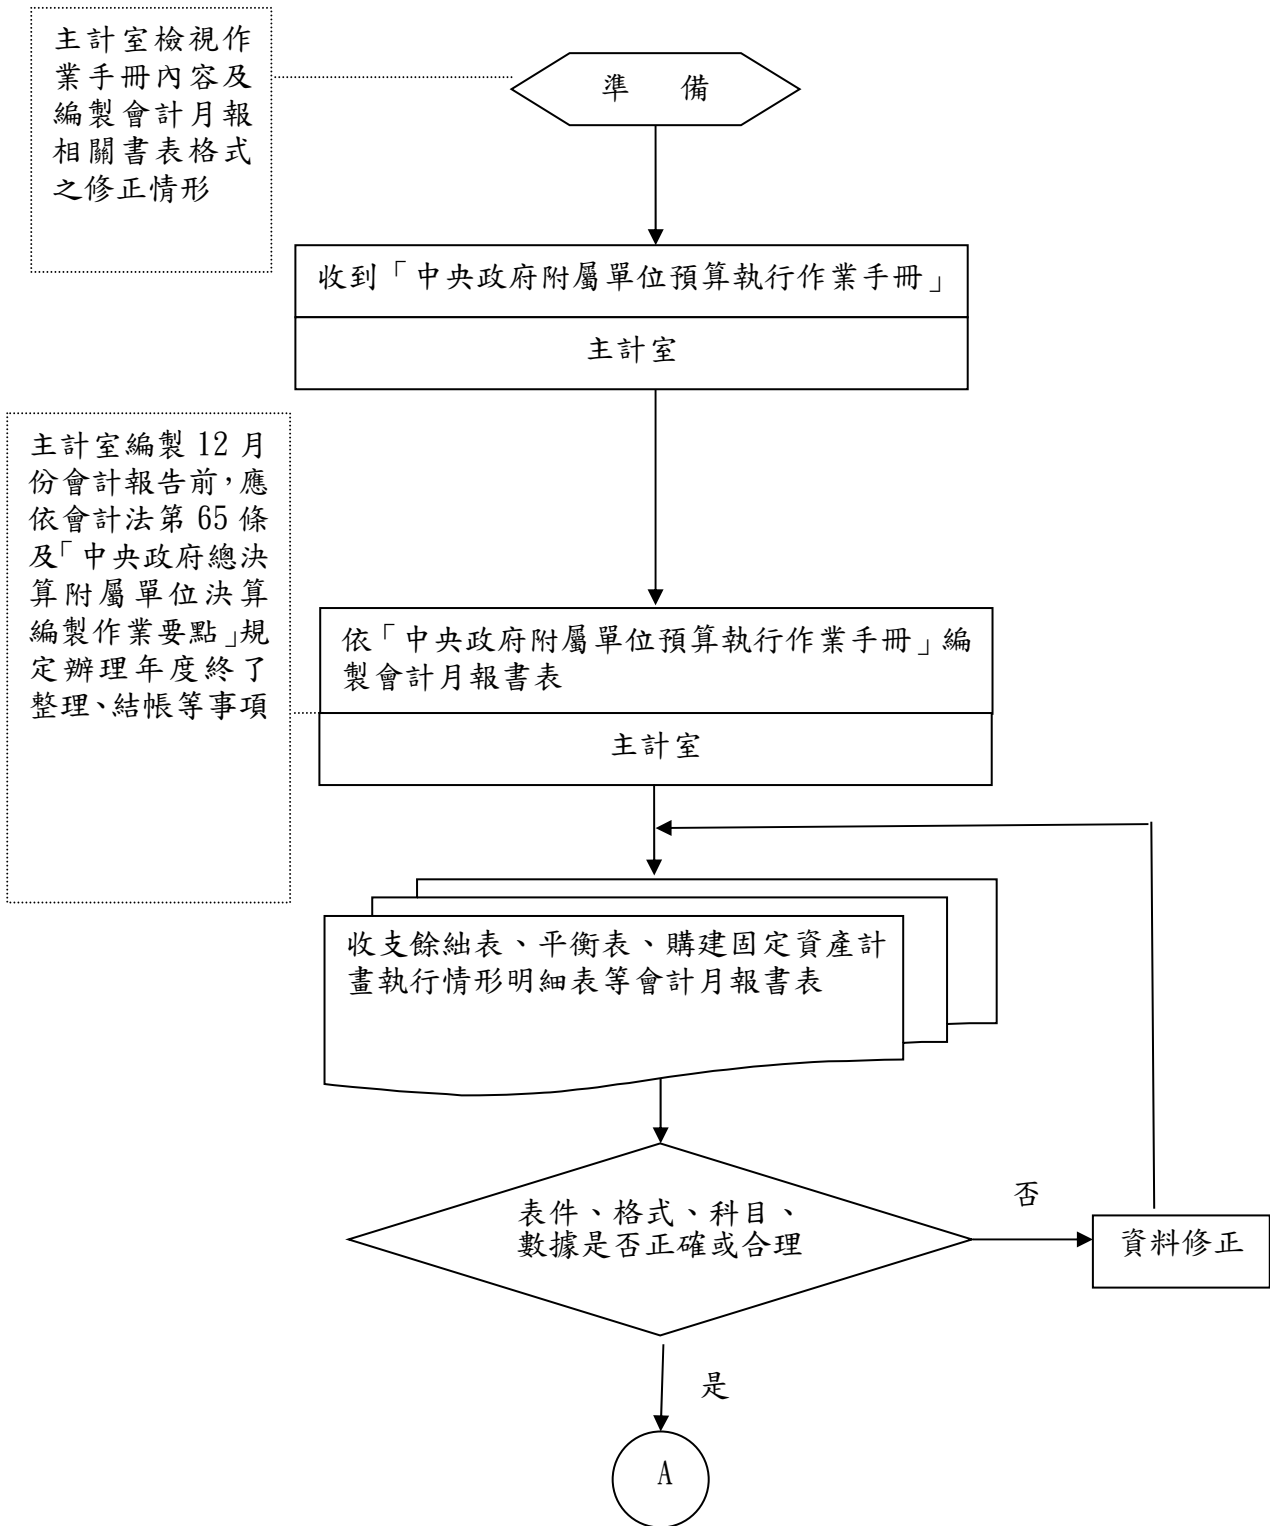 主計室檢視作
業手冊內容及
編製會計月報
相關書表格式
之修正情形
準 備
收到「中央政府附屬單位預算執行作業手冊」
主計室
主計室編製 12 月
份會計報告前，應
依會計法第 65 條
及「中央政府總決
算附屬單位決算
編製作業要點」規
定辦理年度終了
整理、結帳等事項
依「中央政府附屬單位預算執行作業手冊」編
製會計月報書表
主計室
收支餘絀表、平衡表、購建固定資產計
畫執行情形明細表等會計月報書表
表件、格式、科目、
數據是否正確或合理
否
資料修正
是
A